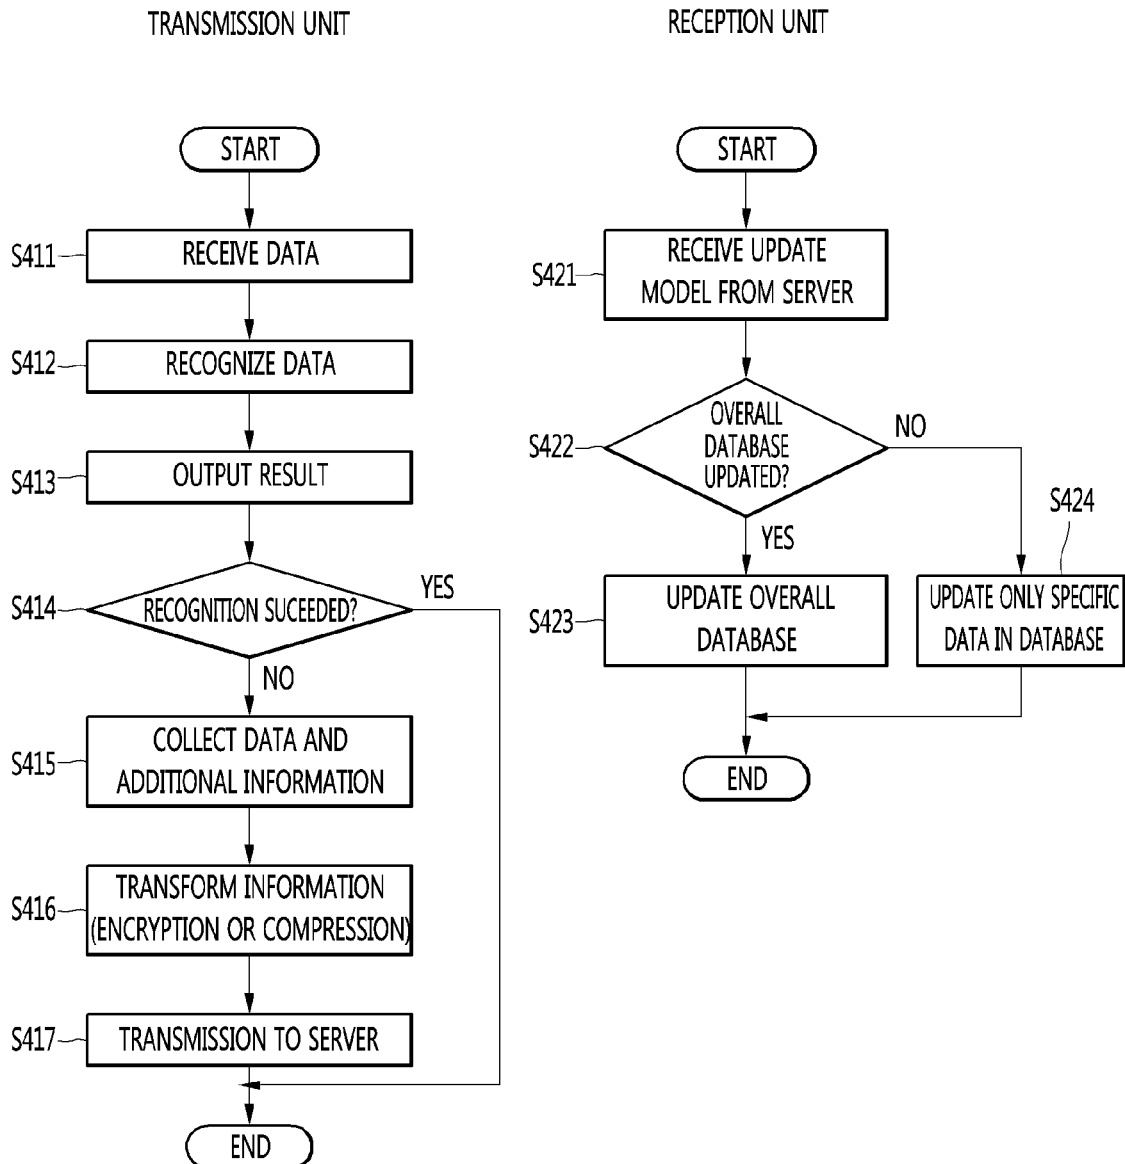 TRANSMISSION UNIT
START
S411
RECEIVE DATA
S412
RECOGNIZE DATA
S413
OUTPUT RESULT
S414
RECOGNITION SUCEEDED?
YES
NO
S415
COLLECT DATA AND
ADDITIONAL INFORMATION
S416
TRANSFORM INFORMATION
(ENCRYPTION OR COMPRESSION)
S417
TRANSMISSION TO SERVER
END
RECEPTION UNIT
START
S421
RECEIVE UPDATE
MODEL FROM SERVER
S422
OVERALL
DATABASE
UPDATED?
NO
YES
S423
UPDATE OVERALL
DATABASE
S424
UPDATE ONLY SPECIFIC
DATA IN DATABASE
END